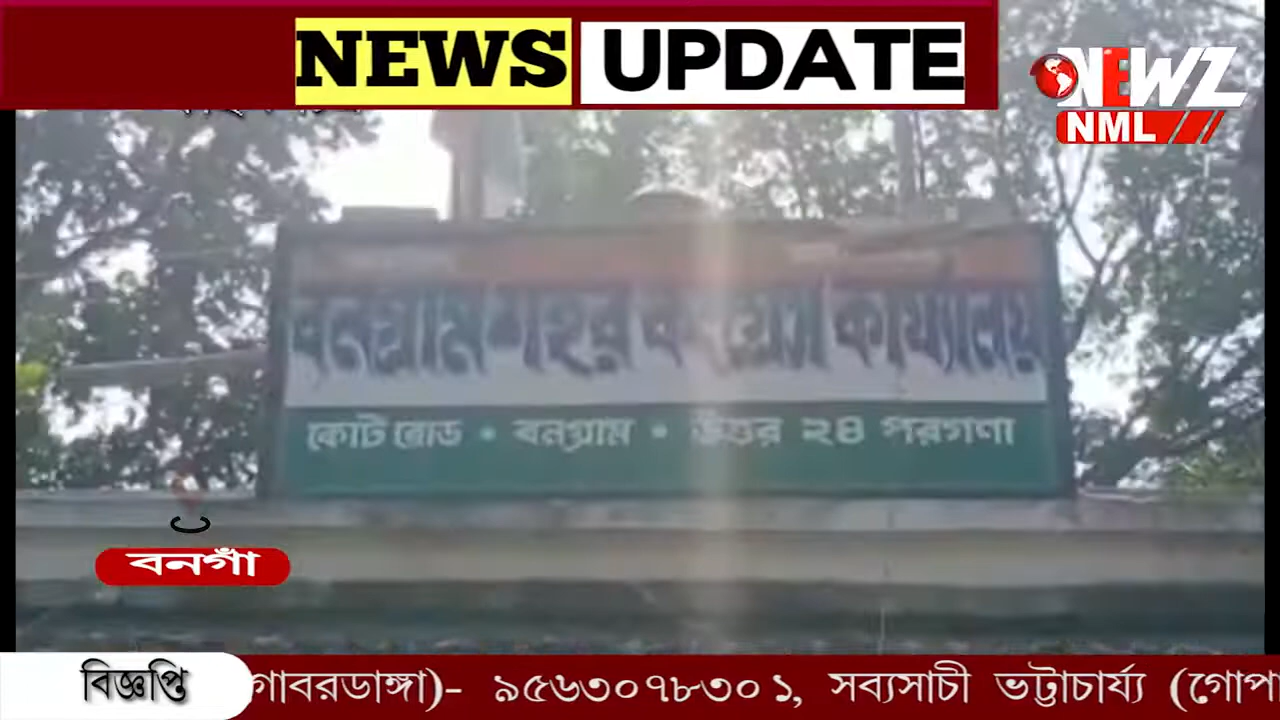 NEWS UPDATE
NEWZ
NML
বনগ্রাম শহর কংগ্রেস কার্য্যালয়
কোর্ট রোড • বনগ্রাম • উত্তর ২৪ পরগণা
বনগাঁ
বিজ্ঞপ্তি গোবরডাঙ্গা)- ৯৫৬৩০৭৮৩০১, সব্যসাচী ভট্টাচার্য্য (গোপা